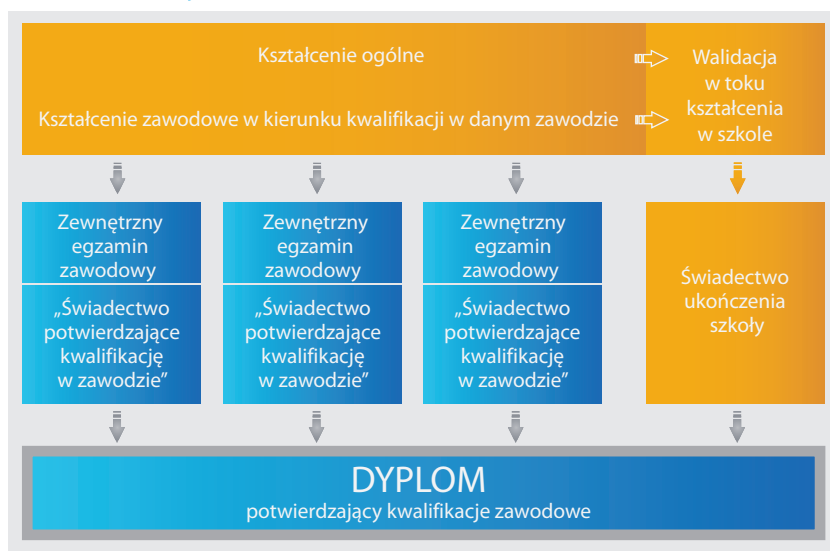 Kształcenie ogólne
Kształcenie zawodowe w kierunku kwalifikacji w danym zawodzie
Walidacja
w toku
kształcenia
w szkole
Zewnętrzny
egzamin
zawodowy
„Świadectwo
potwierdzające
kwalifikację
w zawodzie”
Zewnętrzny
egzamin
zawodowy
„Świadectwo
potwierdzające
kwalifikację
w zawodzie”
Zewnętrzny
egzamin
zawodowy
„Świadectwo
potwierdzające
kwalifikację
w zawodzie”
Świadectwo
ukończenia
szkoły
DYPLOM
potwierdzający kwalifikacje zawodowe